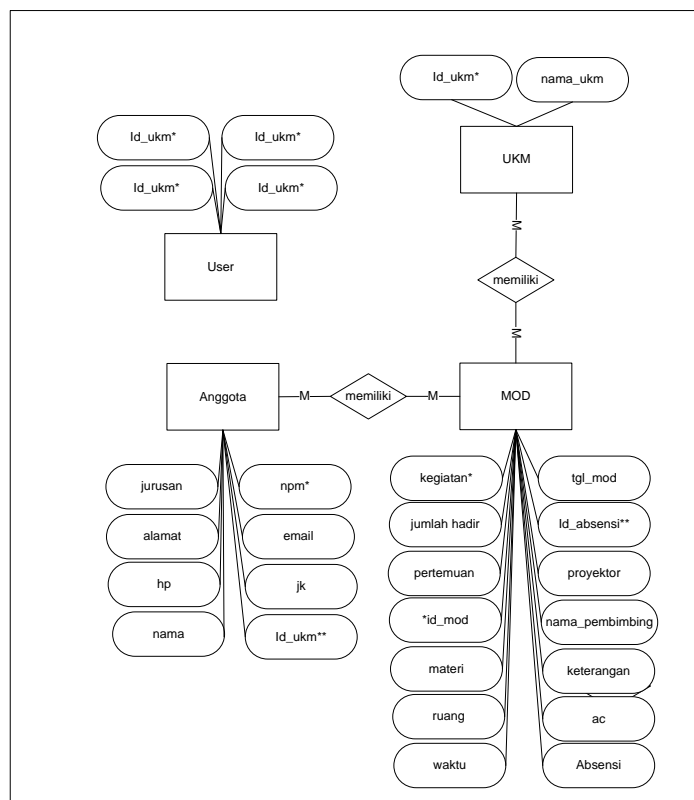 Id_ukm*
nama_ukm
UKM
M
memiliki
M
Id_ukm*
Id_ukm*
Id_ukm*
Id_ukm*
User
Anggota
M
memiliki
M
MOD
jurusan
npm*
alamat
email
hp
jk
nama
Id_ukm**
kegiatan*
tgl_mod
jumlah hadir
Id_absensi**
pertemuan
proyektor
*id_mod
nama_pembimbing
materi
keterangan
ruang
ac
waktu
Absensi